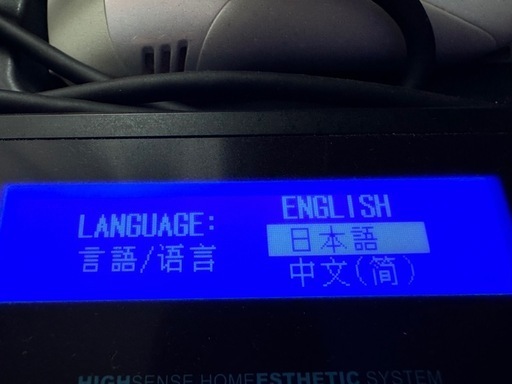 LANGUAGE:
言語/语言
ENGLISH
日本語
中文(简)
HIGHSENSE HOMEESTHETIC SYSTEM